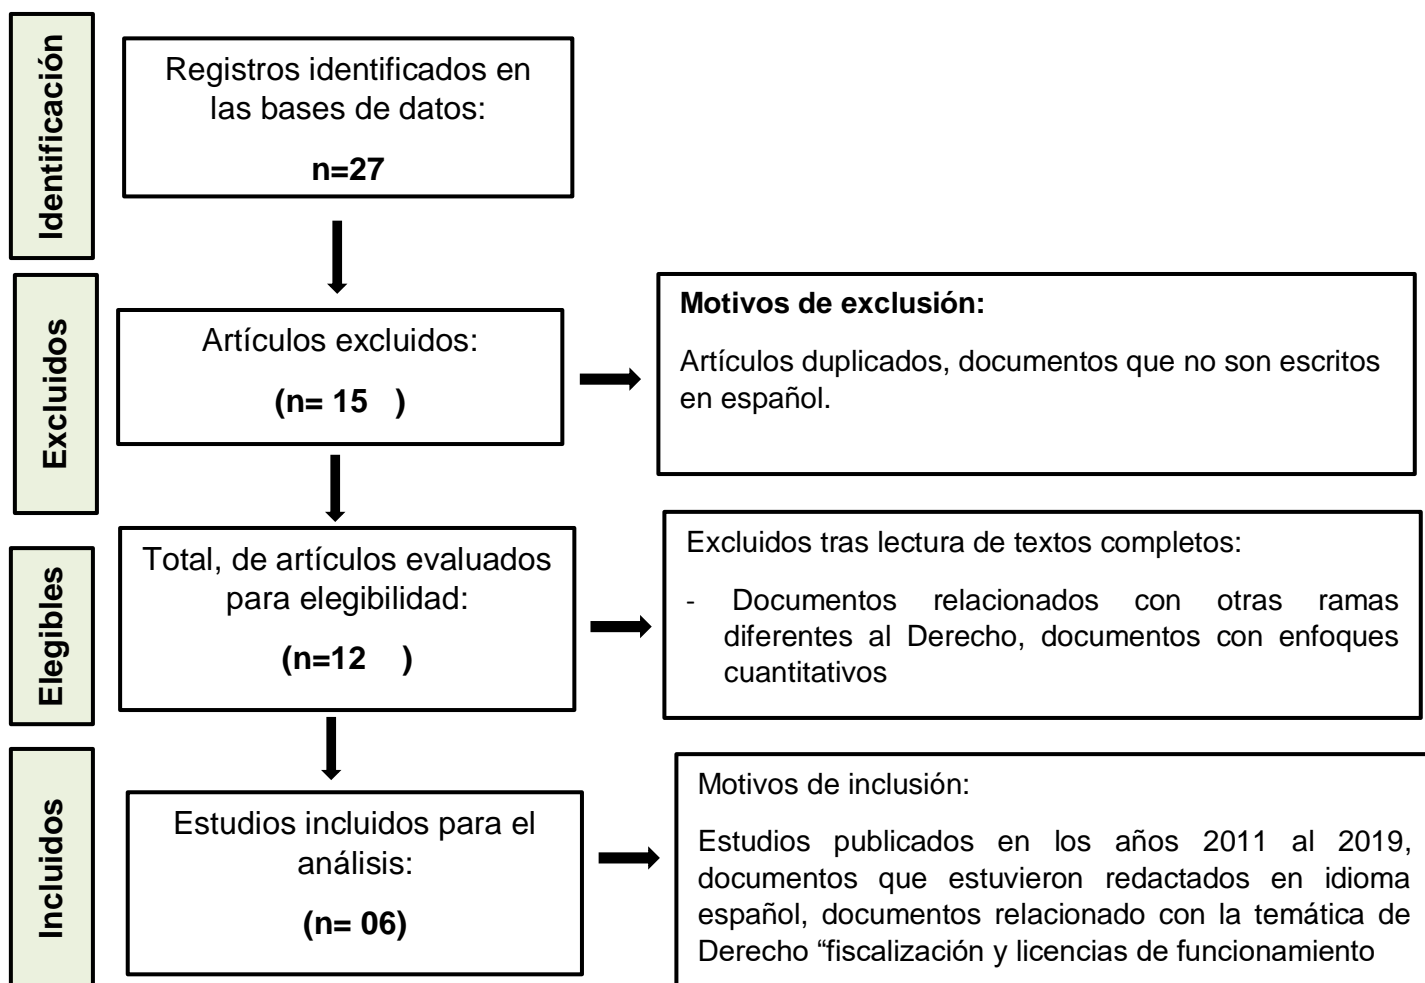 Identificación
Registros identificados en
las bases de datos:
n=27
Excluidos
Artículos excluidos:
(n= 15 )
Motivos de exclusión:
Artículos duplicados, documentos que no son escritos
en español.
Elegibles
Total, de artículos evaluados
para elegibilidad:
(n=12 )
Excluidos tras lectura de textos completos:
- Documentos relacionados con otras ramas
diferentes al Derecho, documentos con enfoques
cuantitativos
Incluidos
Estudios incluidos para el
análisis:
(n= 06)
Motivos de inclusión:
Estudios publicados en los años 2011 al 2019,
documentos que estuvieron redactados en idioma
español, documentos relacionado con la temática de
Derecho “fiscalización y licencias de funcionamiento